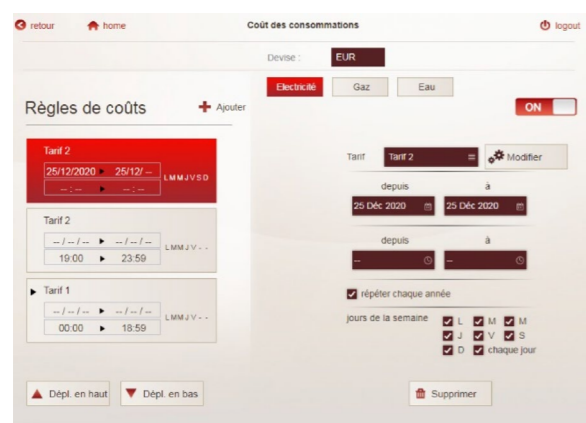 retour home Coût des consommations logout
Devise : EUR
Electricité Gaz Eau
Règles de coûts Ajouter
ON
Tarif 2
25/12/2020 25/12/ --
LMMJVSD
-- : -- -- : --
Tarif 2
-- / -- / -- -- / -- / --
LMMJV--
19:00 23:59
Tarif 1
-- / -- / -- -- / -- / --
LMMJV--
00:00 18:59
Dépl. en haut Dépl. en bas
Tarif Tarif 2 Modifier
depuis à
25 Déc 2020 25 Déc 2020
depuis à
-- --
répéter chaque année
jours de la semaine L M M
J V S
D chaque jour
Supprimer